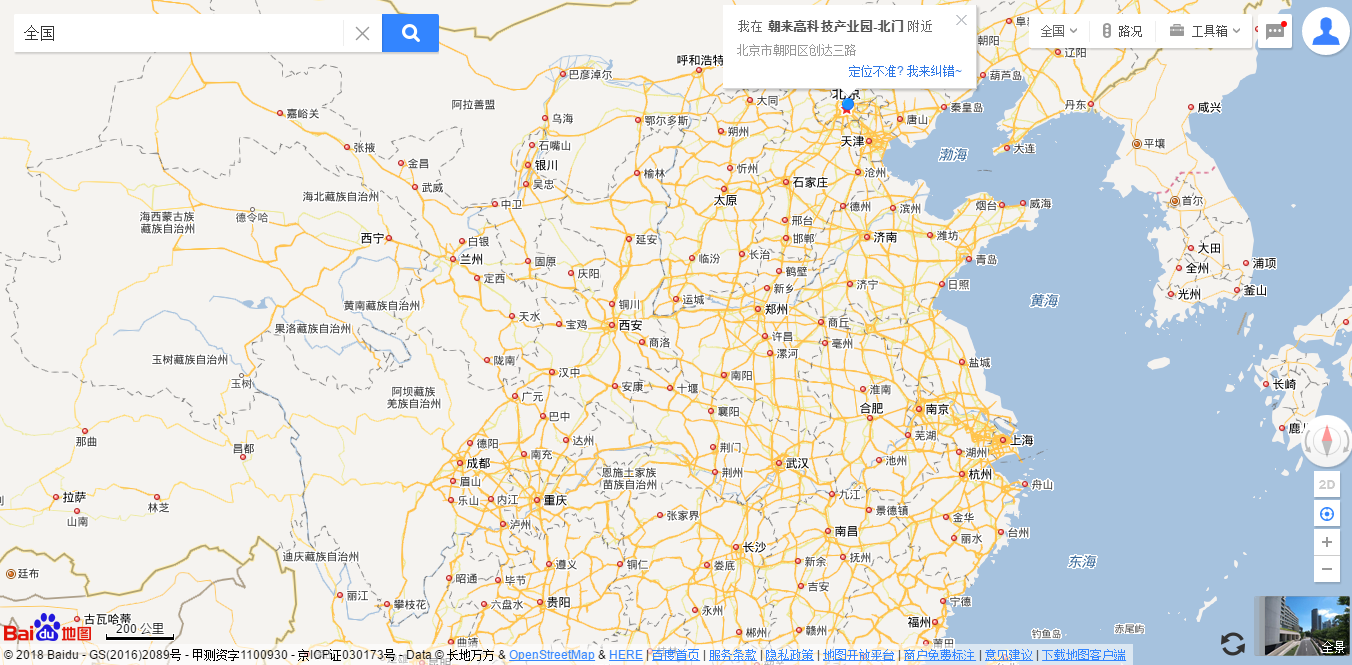 全国
我在 朝来高科技产业园-北门 附近
北京市朝阳区创达三路
定位不准? 我来纠错~
全国
路况
工具箱
朝阳
辽阳
葫芦岛
呼和浩特
巴彦淖尔
阿拉善盟
嘉峪关
乌海
鄂尔多斯
大同
朔州
北京
唐山
秦皇岛
丹东
咸兴
平壤
大连
天津
渤海
张掖
金昌
武威
石嘴山
银川
吴忠
榆林
忻州
太原
石家庄
沧州
海北藏族自治州
中卫
海西蒙古族
藏族自治州
德令哈
德州
滨州
烟台
威海
首尔
西宁
白银
兰州
定西
固原
庆阳
延安
临汾
长治
邢台
邯郸
鹤壁
济南
潍坊
青岛
大田
全州
浦项
光州
釜山
黄南藏族自治州
果洛藏族自治州
天水
宝鸡
铜川
西安
商洛
运城
新乡
郑州
济宁
日照
黄海
许昌
漯河
商丘
亳州
玉树藏族自治州
玉树
陇南
汉中
安康
十堰
南阳
盐城
长崎
阿坝藏族
羌族自治州
广元
巴中
襄阳
淮南
合肥
南京
那曲
昌都
德阳
成都
眉山
乐山
南充
达州
内江
重庆
泸州
恩施土家族
苗族自治州
荆门
荆州
武汉
芜湖
池州
湖州
上海
杭州
舟山
拉萨
山南
林芝
张家界
九江
景德镇
金华
丽水
台州
南昌
长沙
东海
迪庆藏族自治州
廷布
昭通
毕节
遵义
铜仁
娄底
新余
抚州
吉安
丽江
攀枝花
六盘水
贵阳
永州
郴州
赣州
宁德
福州
莆田
曲靖
钓鱼岛
赤尾屿
古瓦哈蒂
2D
全景
Bai du 地图
200 公里
© 2018 Baidu - GS(2016)2089号 - 甲测资字1100930 - 京ICP证030173号 - Data © 长地万方 & OpenStreetMap & HERE | 百度首页 | 服务条款 | 隐私政策 | 地图开放平台 | 商户免费标注 | 意见建议 | 下载地图客户端